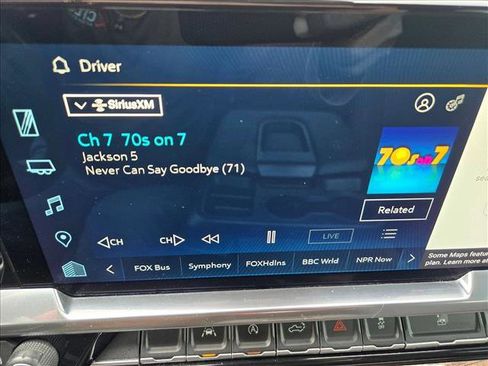 Driver
SiriusXM
Ch 7 70s on 7
Jackson 5
Never Can Say Goodbye (71)
70s on 7
Related
CH CH LIVE
FOX Bus Symphony FOXHdlns BBC Wrld NPR Now
Some Maps
plan. Learn more at